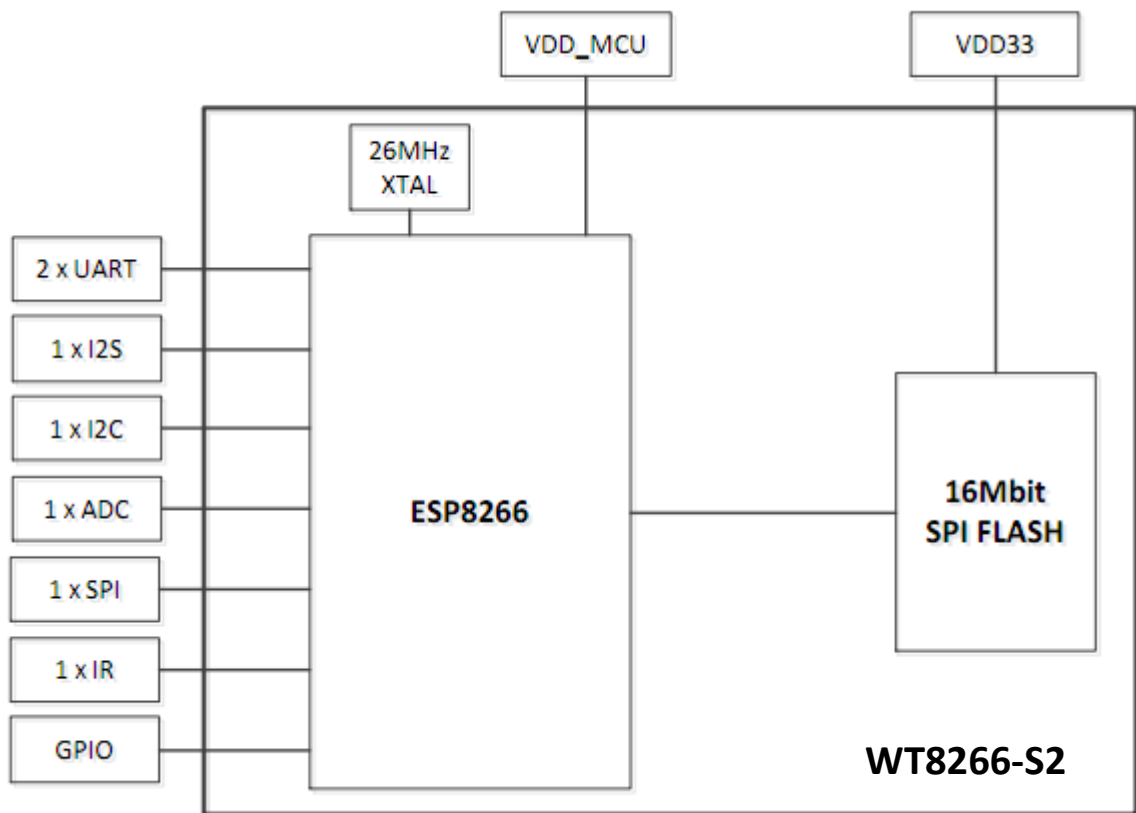 VDD_MCU
VDD33
26MHz
XTAL
2 x UART
1 x I2S
1 x I2C
1 x ADC
1 x SPI
1 x IR
GPIO
ESP8266
16Mbit
SPI FLASH
WT8266-S2